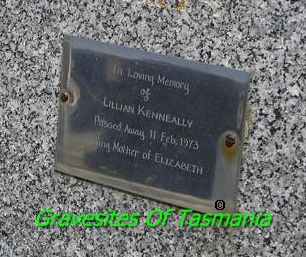 In Loving Memory
of
LILLIAN KENNEALLY
Passed Away 11 Feb, 1973
Loving Mother of ELIZABETH
©
Gravesites Of Tasmania